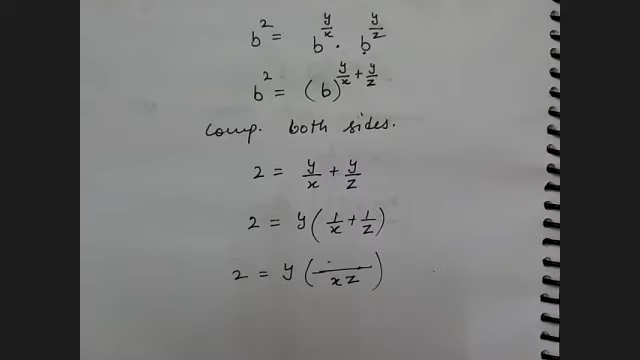 b² = b^(y/x) · b^(y/z)
b² = (b)^(y/x + y/z)
Comp. both sides.
2 = y/x + y/z
2 = y(1/x + 1/z)
2 = y(/xz)